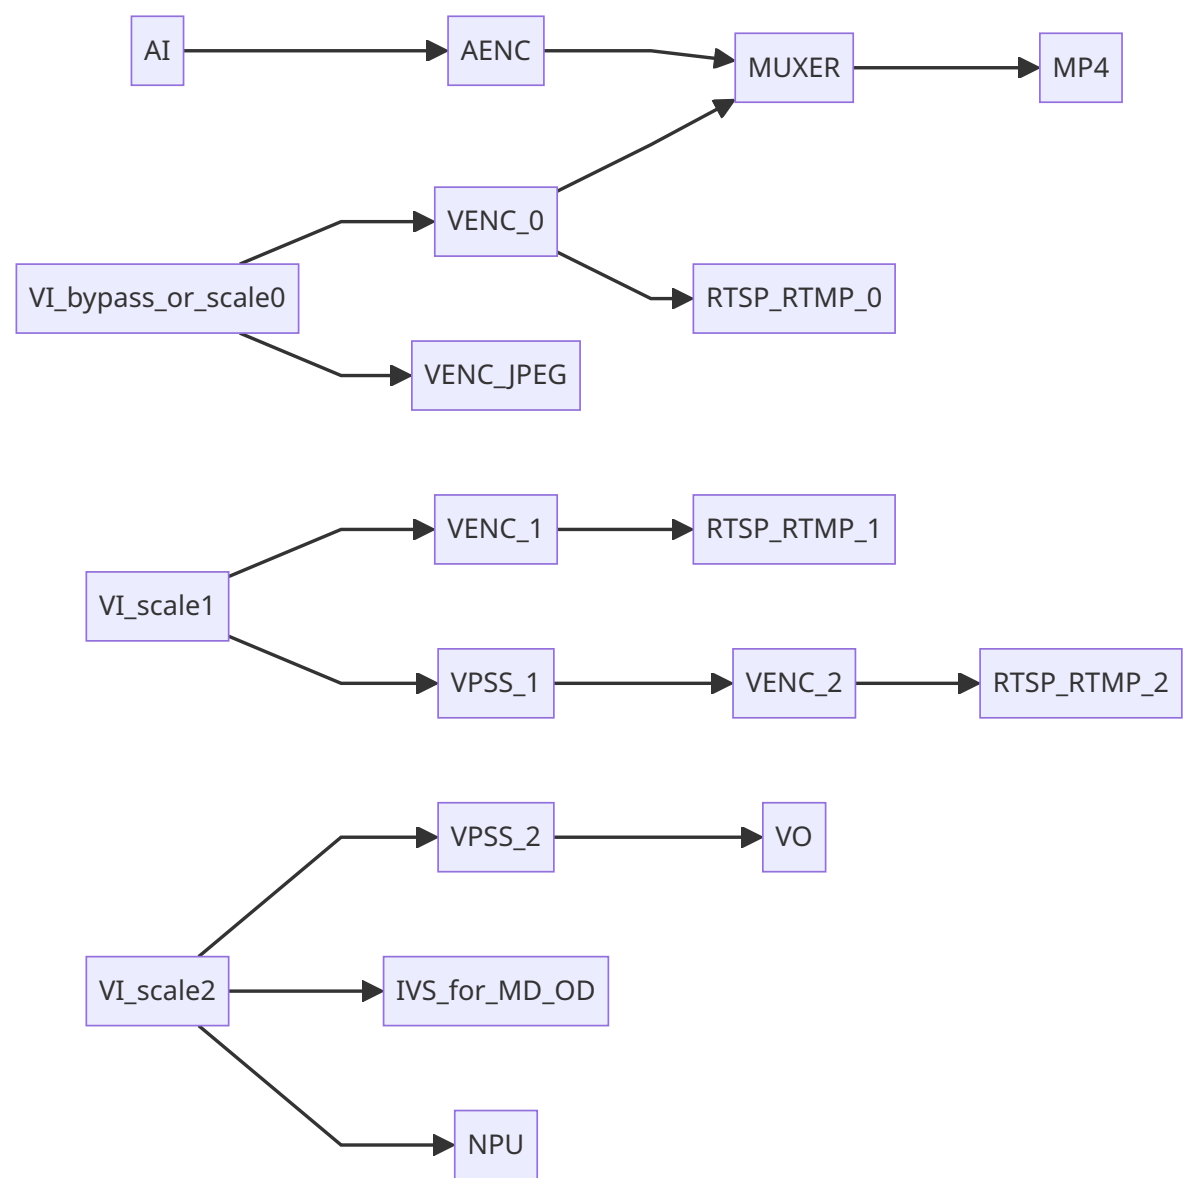 AI
AENC
MUXER
MP4
VENC_0
VI_bypass_or_scale0
RTSP_RTMP_0
VENC_JPEG
VENC_1
RTSP_RTMP_1
VI_scale1
VPSS_1
VENC_2
RTSP_RTMP_2
VPSS_2
VO
VI_scale2
IVS_for_MD_OD
NPU